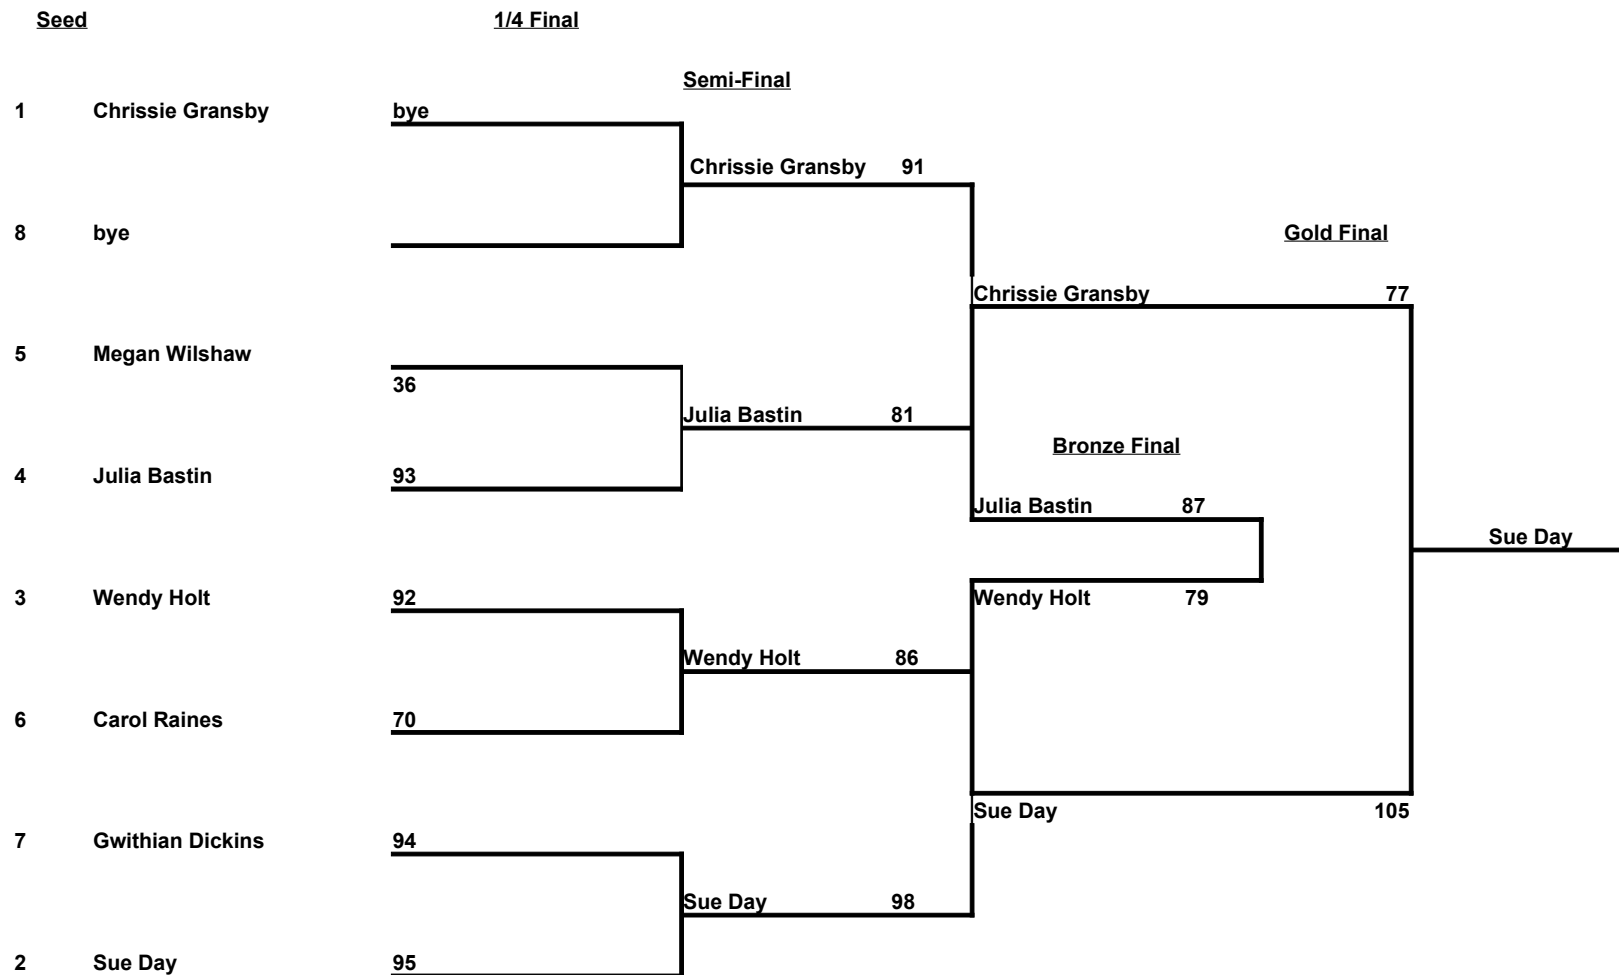 Seed 1/4 Final
Semi-Final
1 Chrissie Gransby bye
Chrissie Gransby 91
8 bye Gold Final
Chrissie Gransby 77
5 Megan Wilshaw
36
Julia Bastin 81
Bronze Final
4 Julia Bastin 93
Julia Bastin 87
Sue Day
3 Wendy Holt 92 Wendy Holt 79
Wendy Holt 86
6 Carol Raines 70
Sue Day 105
7 Gwithian Dickins 94
Sue Day 98
2 Sue Day 95